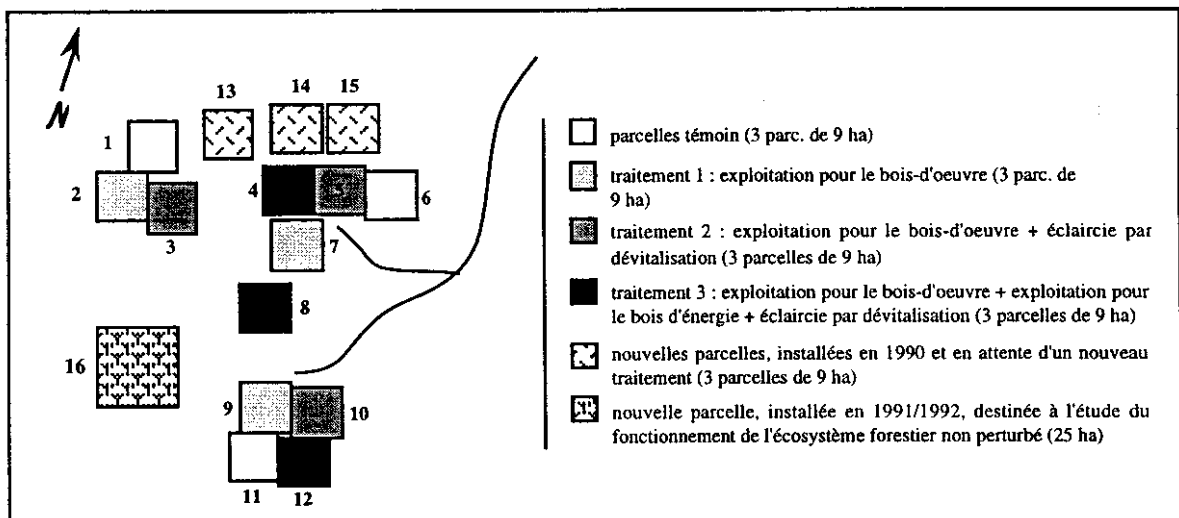 N
13
14
15
1
2
3
4
5
6
7
8
16
9
10
11
12
parcelles témoin (3 parc. de 9 ha)
traitement 1 : exploitation pour le bois-d'oeuvre (3 parc. de
9 ha)
traitement 2 : exploitation pour le bois-d'oeuvre + éclaircie par
dévitalisation (3 parcelles de 9 ha)
traitement 3 : exploitation pour le bois-d'oeuvre + exploitation pour
le bois d'énergie + éclaircie par dévitalisation (3 parcelles de 9 ha)
nouvelles parcelles, installées en 1990 et en attente d'un nouveau
traitement (3 parcelles de 9 ha)
nouvelle parcelle, installée en 1991/1992, destinée à l'étude du
fonctionnement de l'écosystème forestier non perturbé (25 ha)